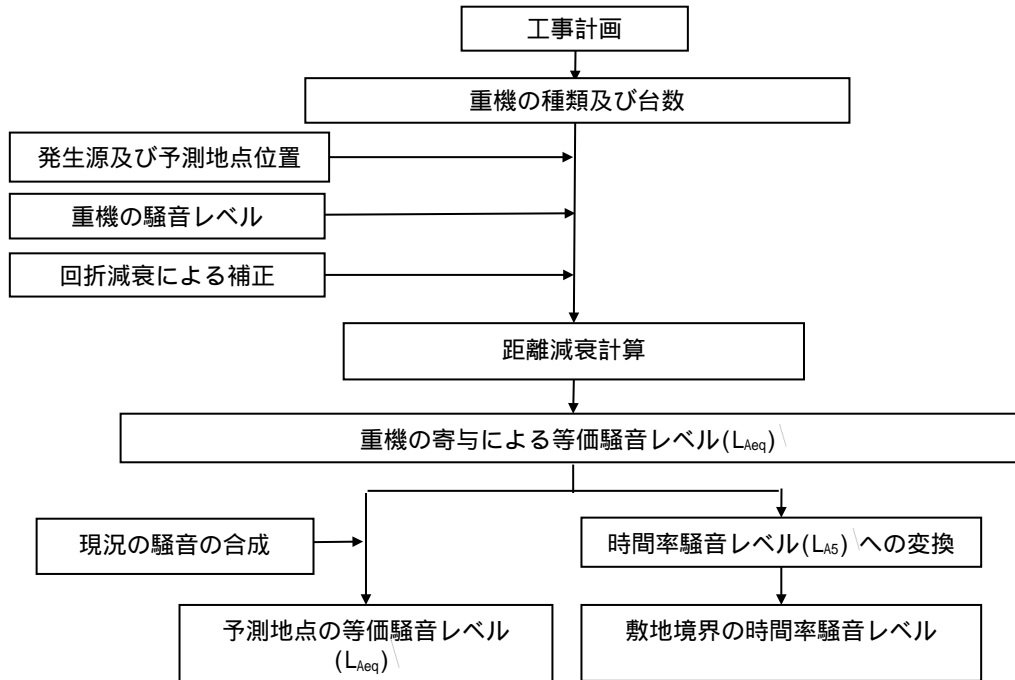 工事計画
重機の種類及び台数
発生源及び予測地点位置
重機の騒音レベル
回折減衰による補正
距離減衰計算
重機の寄与による等価騒音レベル(LAeq)
現況の騒音の合成
時間率騒音レベル(LA5)への変換
予測地点の等価騒音レベル
(LAeq)
敷地境界の時間率騒音レベル